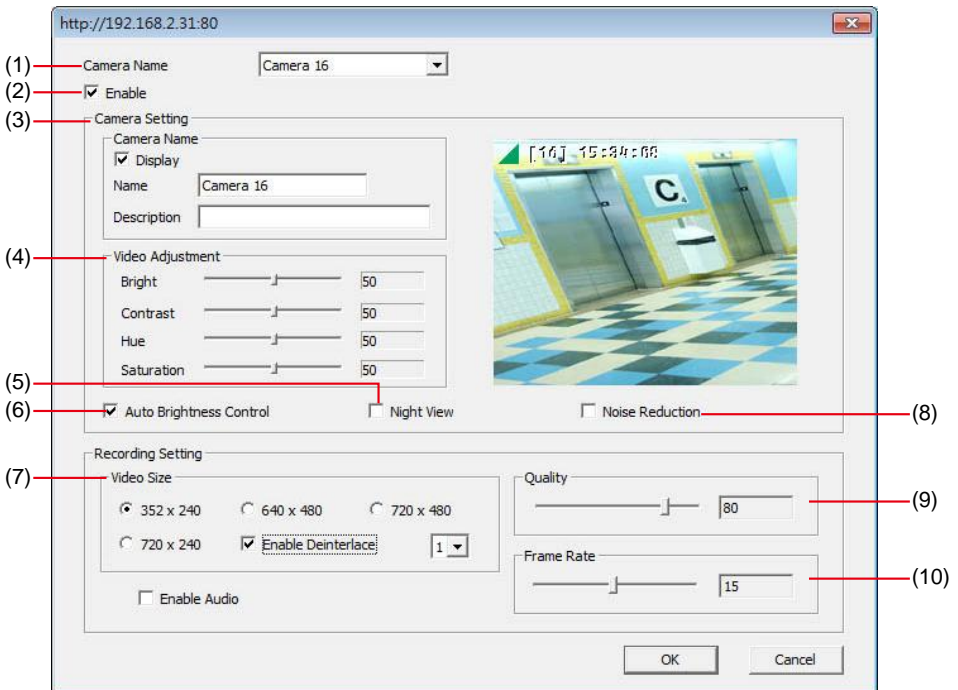 http://192.168.2.31:80
(1) Camera Name Camera 16
(2) Enable
(3) Camera Setting
Camera Name
Display
Name Camera 16
Description
[16] 15:34:08
C
(4) Video Adjustment
Bright 50
Contrast 50
Hue 50
Saturation 50
(5)
(6) Auto Brightness Control Night View Noise Reduction (8)
Recording Setting
(7) Video Size
352 x 240 640 x 480 720 x 480
720 x 240 Enable Deinterlace 1
Enable Audio
Quality
80 (9)
Frame Rate
15 (10)
OK Cancel